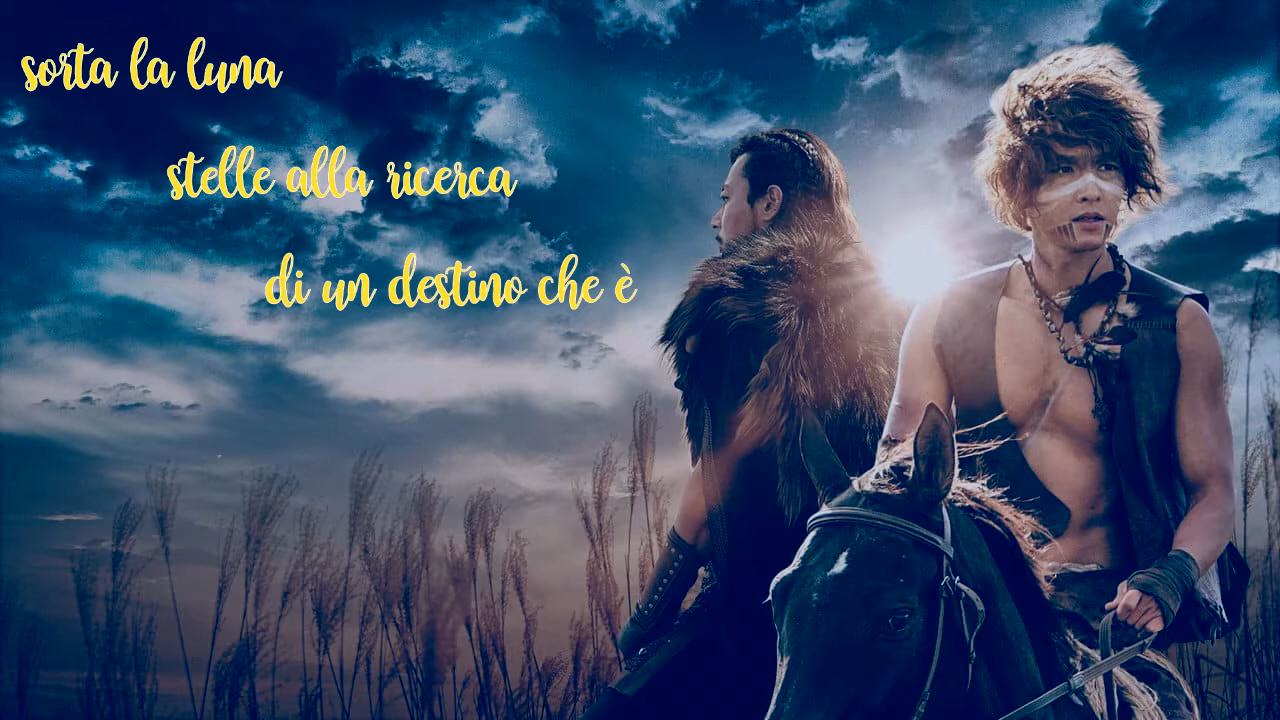 sorta la luna
stelle alla ricerca
di un destino che è